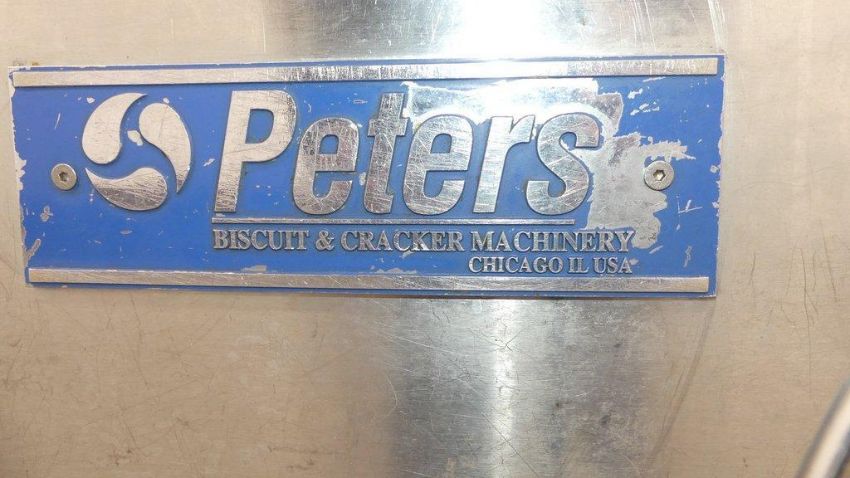 Peters
BISCUIT & CRACKER MACHINERY
CHICAGO IL USA